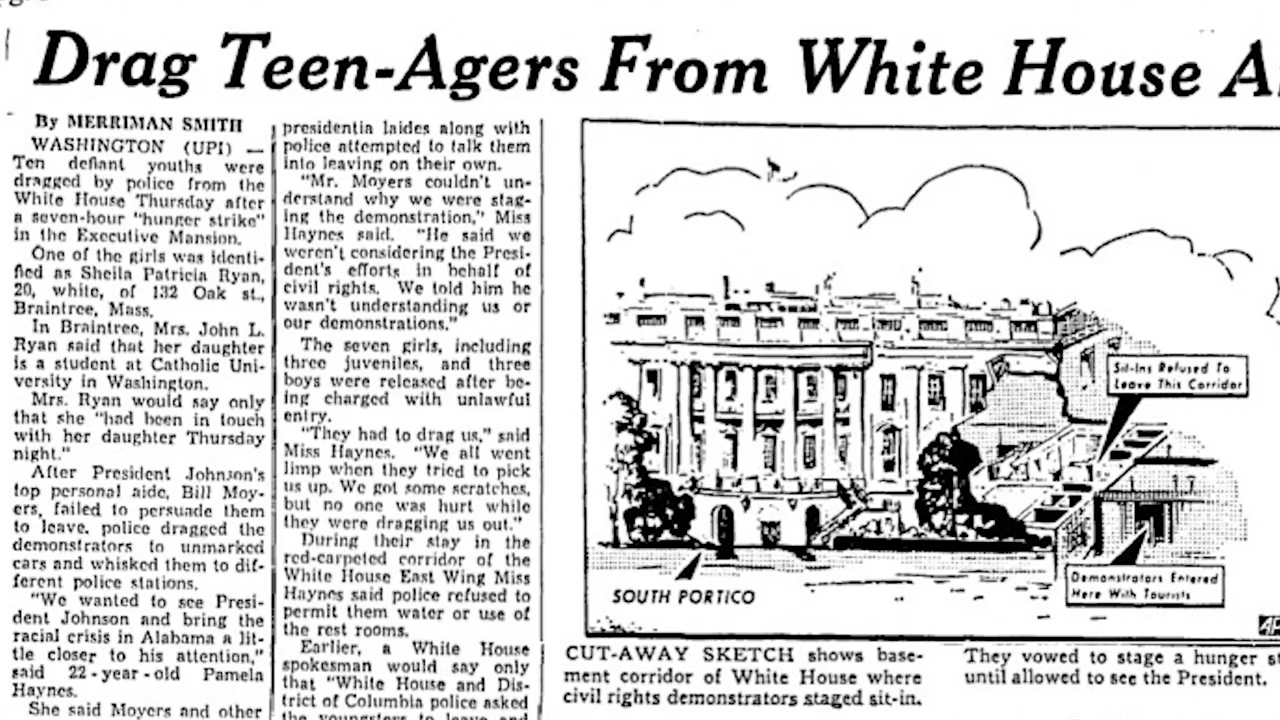 Drag Teen-Agers From White House
By MERRIMAN SMITH
WASHINGTON (UPI) —
Ten defiant youths were
dragged by police from the
White House Thursday after
a seven-hour "hunger strike"
in the Executive Mansion.
One of the girls was identi-
fied as Sheila Patricia Ryan,
20, white, of 132 Oak st.,
Braintree, Mass.
In Braintree, Mrs. John L.
Ryan said that her daughter
is a student at Catholic Uni-
versity in Washington.
Mrs. Ryan would say only
that she "had been in touch
with her daughter Thursday
night."
After President Johnson's
top personal aide, Bill Moy-
ers, failed to persuade them
to leave, police dragged the
demonstrators to unmarked
cars and whisked them to dif-
ferent police stations.
"We wanted to see Presi-
dent Johnson and bring the
racial crisis in Alabama a lit-
tle closer to his attention,"
said 22-year-old Pamela
Haynes.
She said Moyers and other
presidentia laides along with
police attempted to talk them
into leaving on their own.
"Mr. Moyers couldn't un-
derstand why we were stag-
ing the demonstration," Miss
Haynes said. "He said we
weren't considering the Presi-
dent's efforts in behalf of
civil rights. We told him he
wasn't understanding us or
our demonstrations."
The seven girls, including
three juveniles, and three
boys were released after be-
ing charged with unlawful
entry.
"They had to drag us," said
Miss Haynes. "We all went
limp when they tried to pick
us up. We got some scratches,
but no one was hurt while
they were dragging us out."
During their stay in the
red-carpeted corridor of the
White House East Wing Miss
Haynes said police refused to
permit them water or use of
the rest rooms.
Earlier, a White House
spokesman would say only
that "White House and Dis-
trict of Columbia police asked
the youngsters to leave and
Sit-Ins Refused To
Leave This Corridor
Demonstrators Entered
Here With Tourists
SOUTH PORTICO
AP
CUT-AWAY SKETCH shows base-
ment corridor of White House where
civil rights demonstrators staged sit-in.
They vowed to stage a hunger
until allowed to see the President.